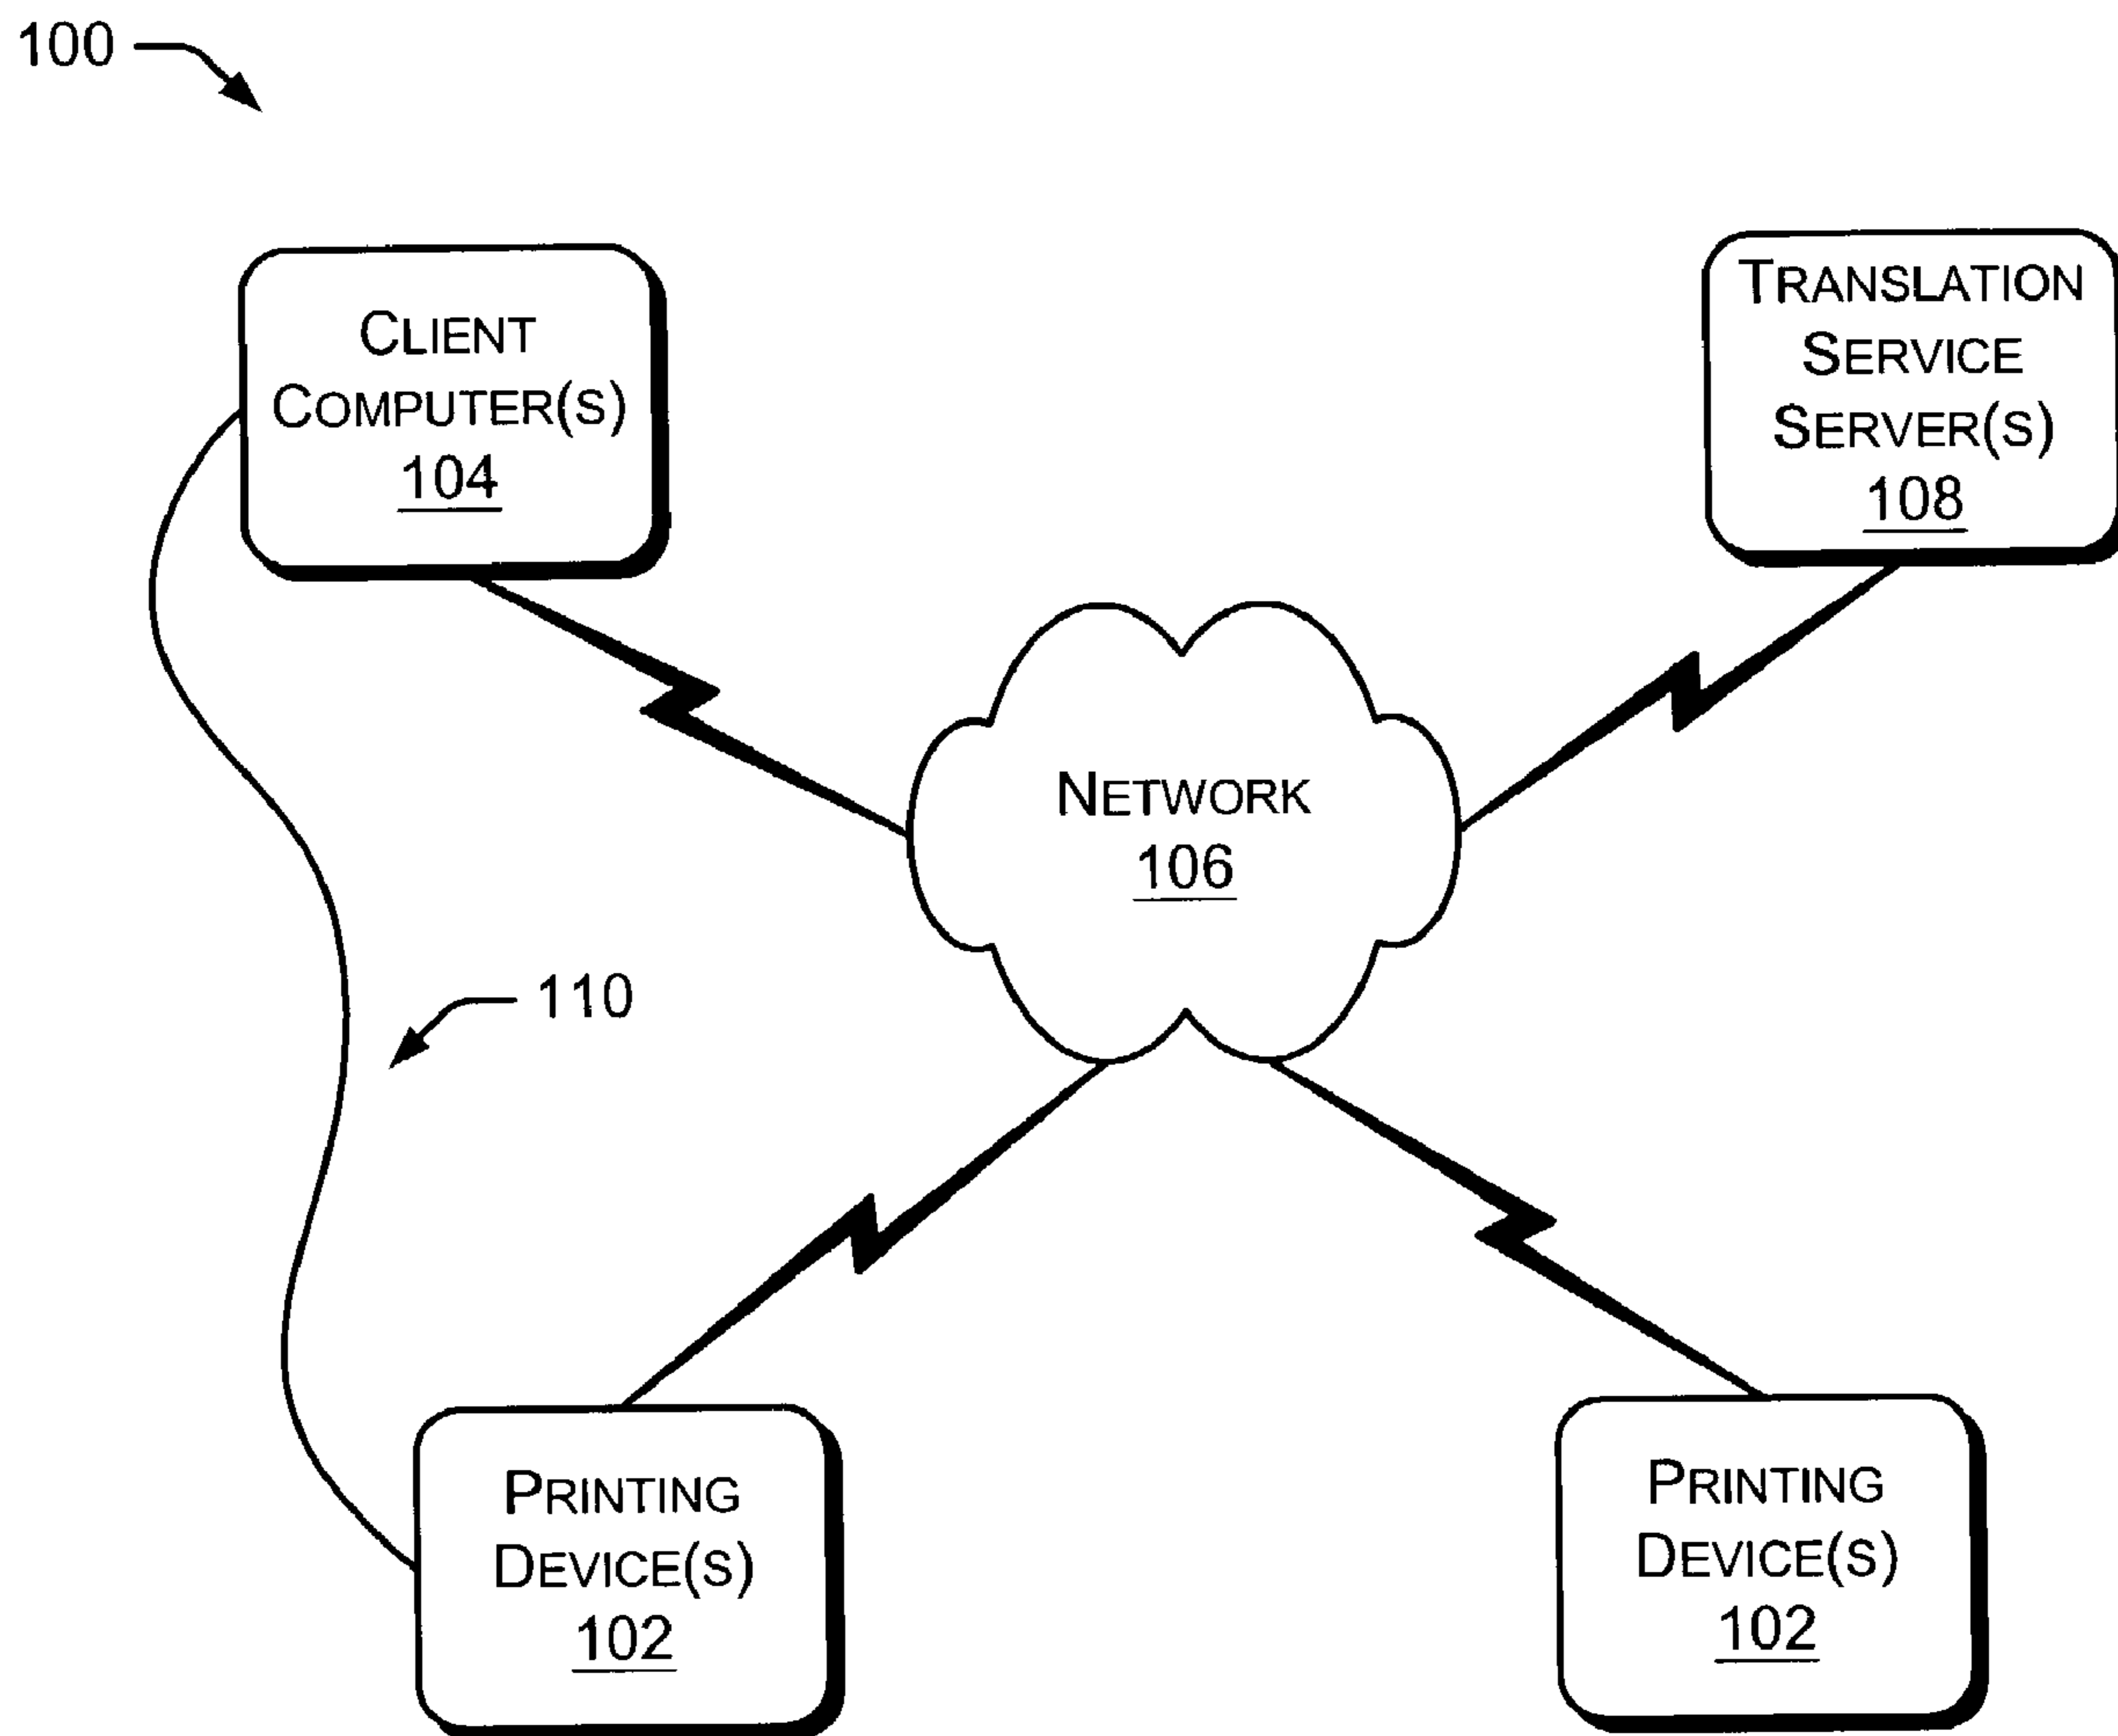 100
CLIENT
COMPUTER(S)
104
TRANSLATION
SERVICE
SERVER(S)
108
NETWORK
106
110
PRINTING
DEVICE(S)
102
PRINTING
DEVICE(S)
102